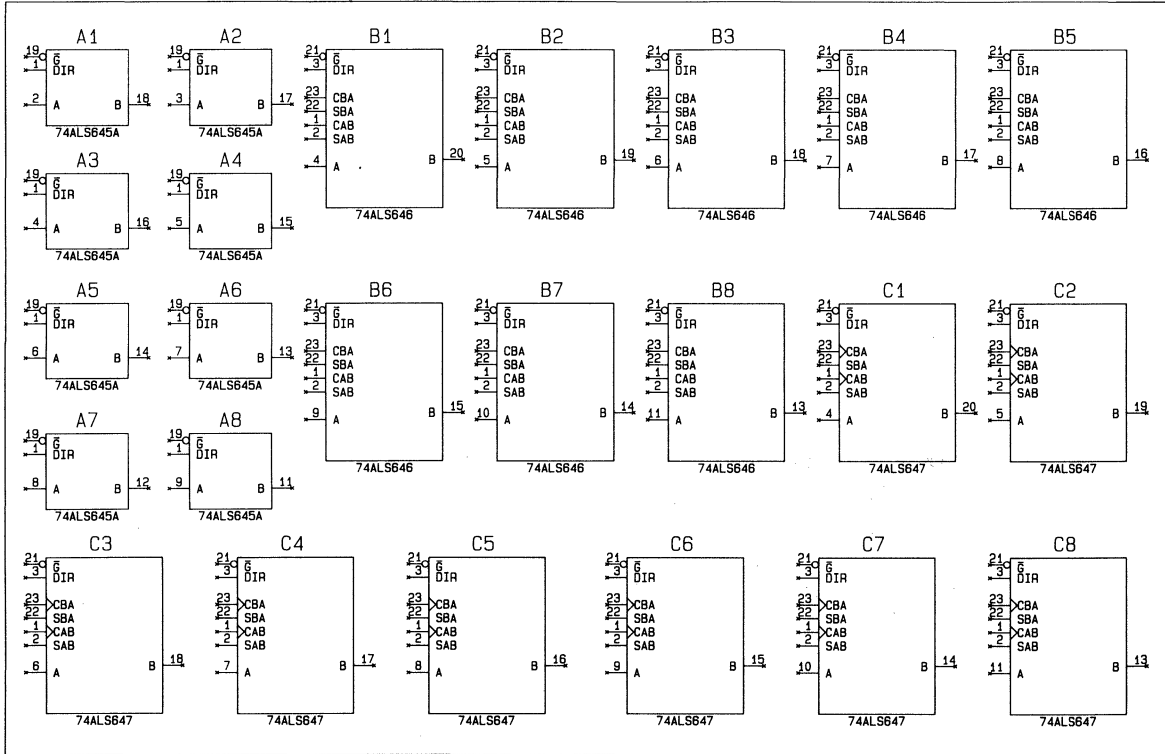 A1
19 G̅
1 DIR
2 A B 18
74ALS645A
A2
19 G̅
1 DIR
3 A B 17
74ALS645A
B1
21 G̅
3 DIR
23 CBA
22 SBA
1 CAB
2 SAB
B 20
4 A
74ALS646
B2
21 G̅
3 DIR
23 CBA
22 SBA
1 CAB
2 SAB
B 19
5 A
74ALS646
B3
21 G̅
3 DIR
23 CBA
22 SBA
1 CAB
2 SAB
B 18
6 A
74ALS646
B4
21 G̅
3 DIR
23 CBA
22 SBA
1 CAB
2 SAB
B 17
7 A
74ALS646
B5
21 G̅
3 DIR
23 CBA
22 SBA
1 CAB
2 SAB
B 16
8 A
74ALS646
A3
19 G̅
1 DIR
4 A B 16
74ALS645A
A4
19 G̅
1 DIR
5 A B 15
74ALS645A
A5
19 G̅
1 DIR
6 A B 14
74ALS645A
A6
19 G̅
1 DIR
7 A B 13
74ALS645A
B6
21 G̅
3 DIR
23 CBA
22 SBA
1 CAB
2 SAB
B 15
9 A
74ALS646
B7
21 G̅
3 DIR
23 CBA
22 SBA
1 CAB
2 SAB
B 14
10 A
74ALS646
B8
21 G̅
3 DIR
23 CBA
22 SBA
1 CAB
2 SAB
B 13
11 A
74ALS646
C1
21 G̅
3 DIR
23 CBA
22 SBA
1 CAB
2 SAB
B 20
4 A
74ALS647
C2
21 G̅
3 DIR
23 CBA
22 SBA
1 CAB
2 SAB
B 19
5 A
74ALS647
A7
19 G̅
1 DIR
8 A B 12
74ALS645A
A8
19 G̅
1 DIR
9 A B 11
74ALS645A
C3
21 G̅
3 DIR
23 CBA
22 SBA
1 CAB
2 SAB
B 18
6 A
74ALS647
C4
21 G̅
3 DIR
23 CBA
22 SBA
1 CAB
2 SAB
B 17
7 A
74ALS647
C5
21 G̅
3 DIR
23 CBA
22 SBA
1 CAB
2 SAB
B 16
8 A
74ALS647
C6
21 G̅
3 DIR
23 CBA
22 SBA
1 CAB
2 SAB
B 15
9 A
74ALS647
C7
21 G̅
3 DIR
23 CBA
22 SBA
1 CAB
2 SAB
B 14
10 A
74ALS647
C8
21 G̅
3 DIR
23 CBA
22 SBA
1 CAB
2 SAB
B 13
11 A
74ALS647